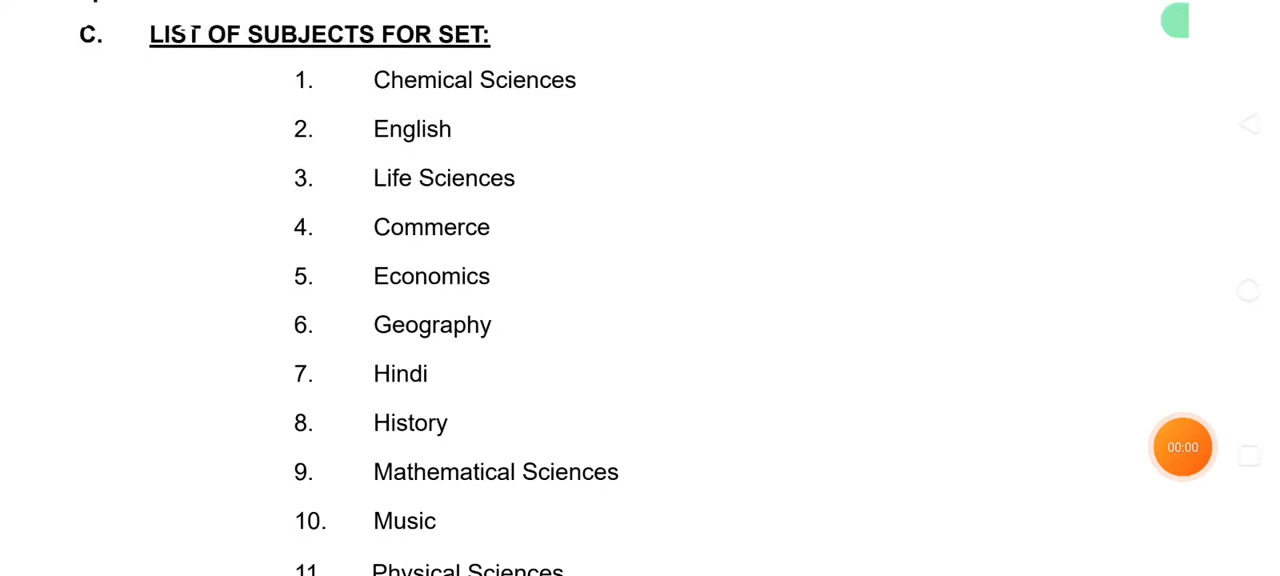 C. LIST OF SUBJECTS FOR SET:
1. Chemical Sciences
2. English
3. Life Sciences
4. Commerce
5. Economics
6. Geography
7. Hindi
8. History
9. Mathematical Sciences
00:00
10. Music
11. Physical Sciences